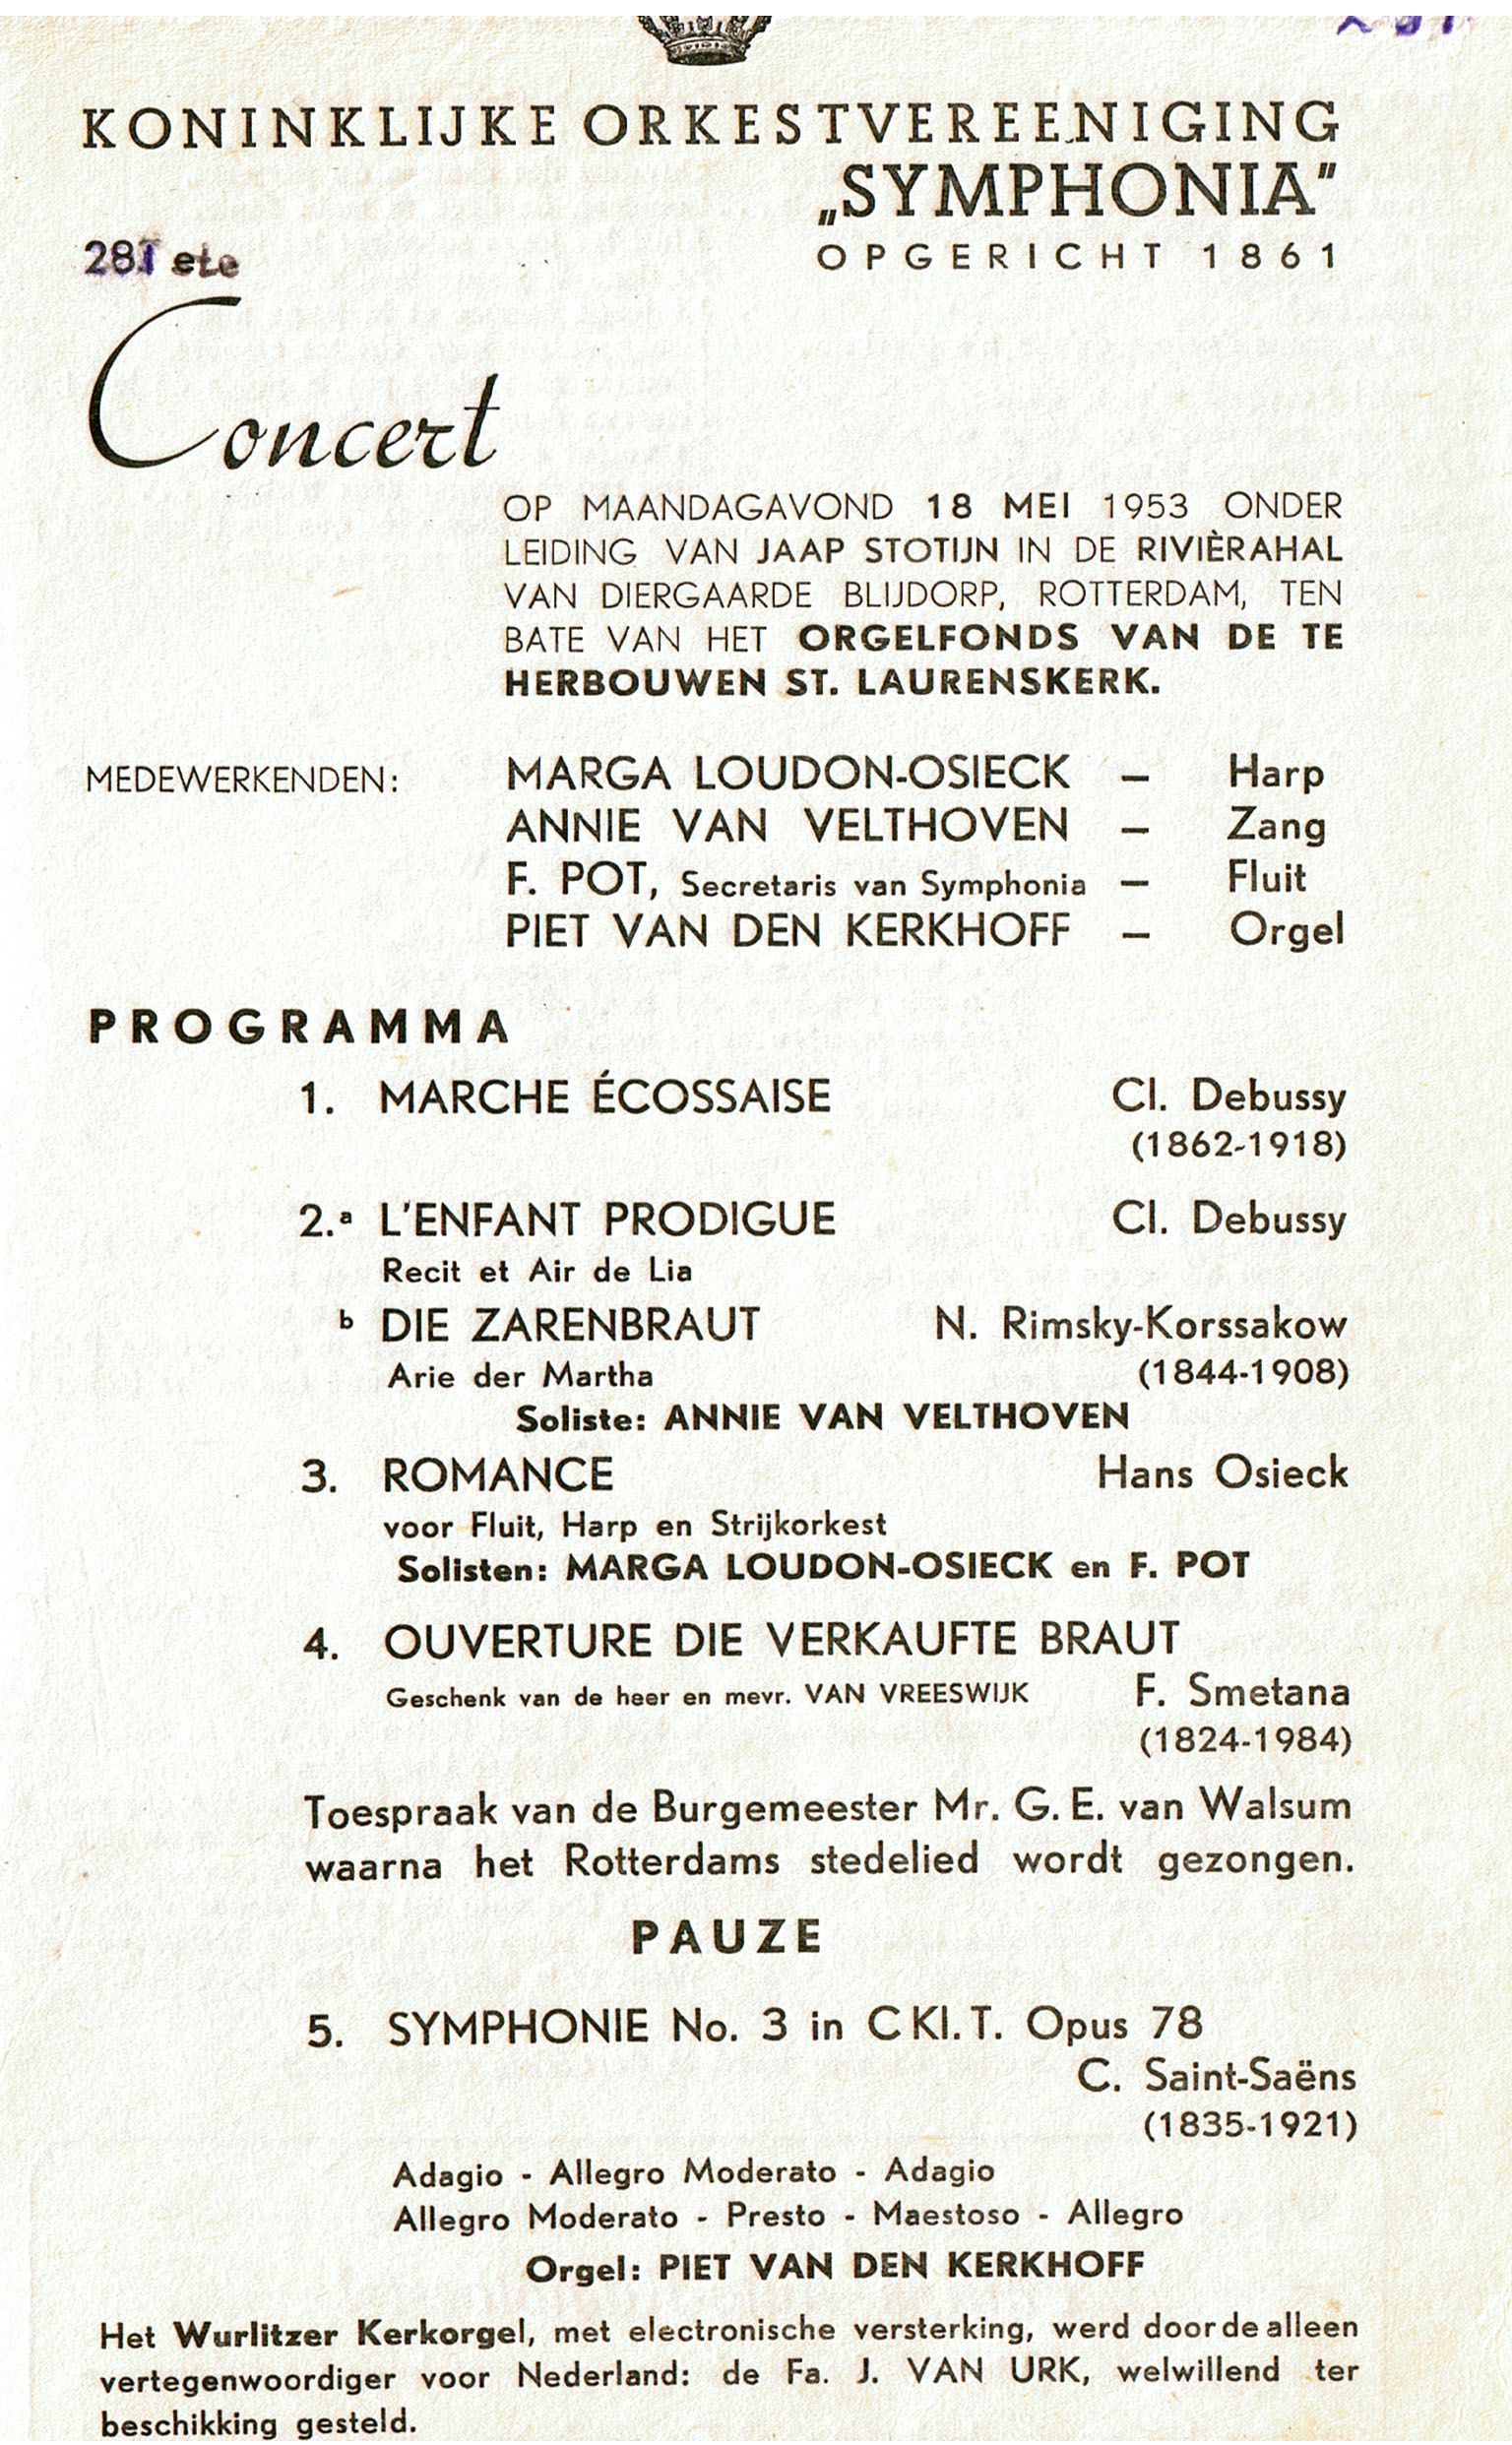 KONINKLIJKE ORKESTVEREENIGING
„SYMPHONIA"
OPGERICHT 1861
281 ete
Concert
OP MAANDAGAVOND 18 MEI 1953 ONDER
LEIDING VAN JAAP STOTIJN IN DE RIVIÈRAHAL
VAN DIERGAARDE BLIJDORP, ROTTERDAM, TEN
BATE VAN HET ORGELFONDS VAN DE TE
HERBOUWEN ST. LAURENSKERK.
MEDEWERKENDEN: MARGA LOUDON-OSIECK – Harp
ANNIE VAN VELTHOVEN – Zang
F. POT, Secretaris van Symphonia – Fluit
PIET VAN DEN KERKHOFF – Orgel
PROGRAMMA
1. MARCHE ÉCOSSAISE Cl. Debussy
(1862-1918)
2.a L'ENFANT PRODIGUE Cl. Debussy
Recit et Air de Lia
b DIE ZARENBRAUT N. Rimsky-Korssakow
Arie der Martha (1844-1908)
Soliste: ANNIE VAN VELTHOVEN
3. ROMANCE Hans Osieck
voor Fluit, Harp en Strijkorkest
Solisten: MARGA LOUDON-OSIECK en F. POT
4. OUVERTURE DIE VERKAUFTE BRAUT
Geschenk van de heer en mevr. VAN VREESWIJK F. Smetana
(1824-1984)
Toespraak van de Burgemeester Mr. G. E. van Walsum
waarna het Rotterdams stedelied wordt gezongen.
PAUZE
5. SYMPHONIE No. 3 in C Kl. T. Opus 78
C. Saint-Saëns
(1835-1921)
Adagio - Allegro Moderato - Adagio
Allegro Moderato - Presto - Maestoso - Allegro
Orgel: PIET VAN DEN KERKHOFF
Het Wurlitzer Kerkorgel, met electronische versterking, werd door de alleen
vertegenwoordiger voor Nederland: de Fa. J. VAN URK, welwillend ter
beschikking gesteld.